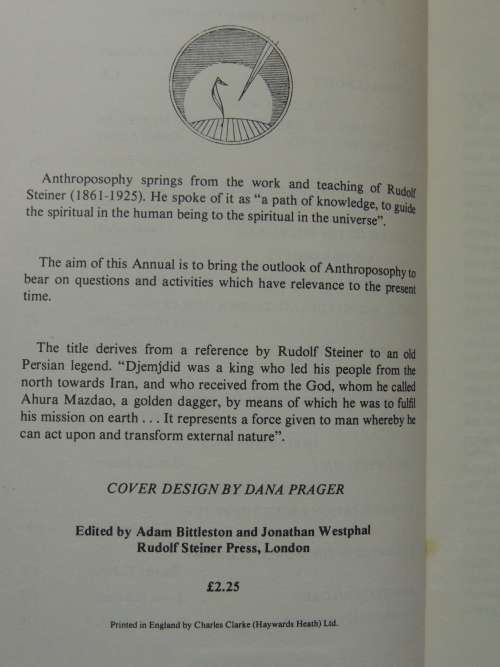 Anthroposophy springs from the work and teaching of Rudolf
Steiner (1861-1925). He spoke of it as “a path of knowledge, to guide
the spiritual in the human being to the spiritual in the universe”.
The aim of this Annual is to bring the outlook of Anthroposophy to
bear on questions and activities which have relevance to the present
time.
The title derives from a reference by Rudolf Steiner to an old
Persian legend. “Djemjdid was a king who led his people from the
north towards Iran, and who received from the God, whom he called
Ahura Mazdao, a golden dagger, by means of which he was to fulfil
his mission on earth . . . It represents a force given to man whereby he
can act upon and transform external nature”.
COVER DESIGN BY DANA PRAGER
Edited by Adam Bittleston and Jonathan Westphal
Rudolf Steiner Press, London
£2.25
Printed in England by Charles Clarke (Haywards Heath) Ltd.